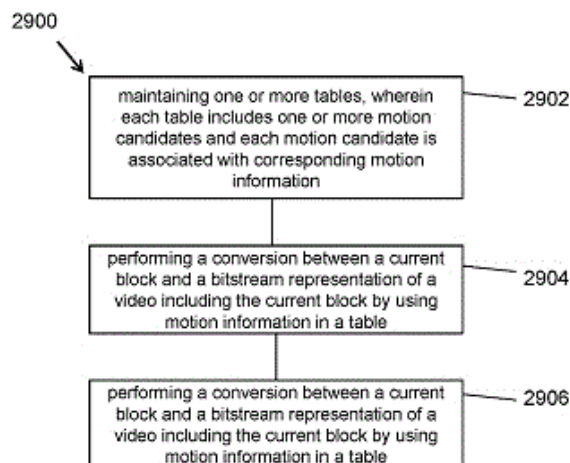 2900
maintaining one or more tables, wherein
each table includes one or more motion
candidates and each motion candidate is
associated with corresponding motion
information
2902
performing a conversion between a current
block and a bitstream representation of a
video including the current block by using
motion information in a table
2904
performing a conversion between a current
block and a bitstream representation of a
video including the current block by using
motion information in a table
2906